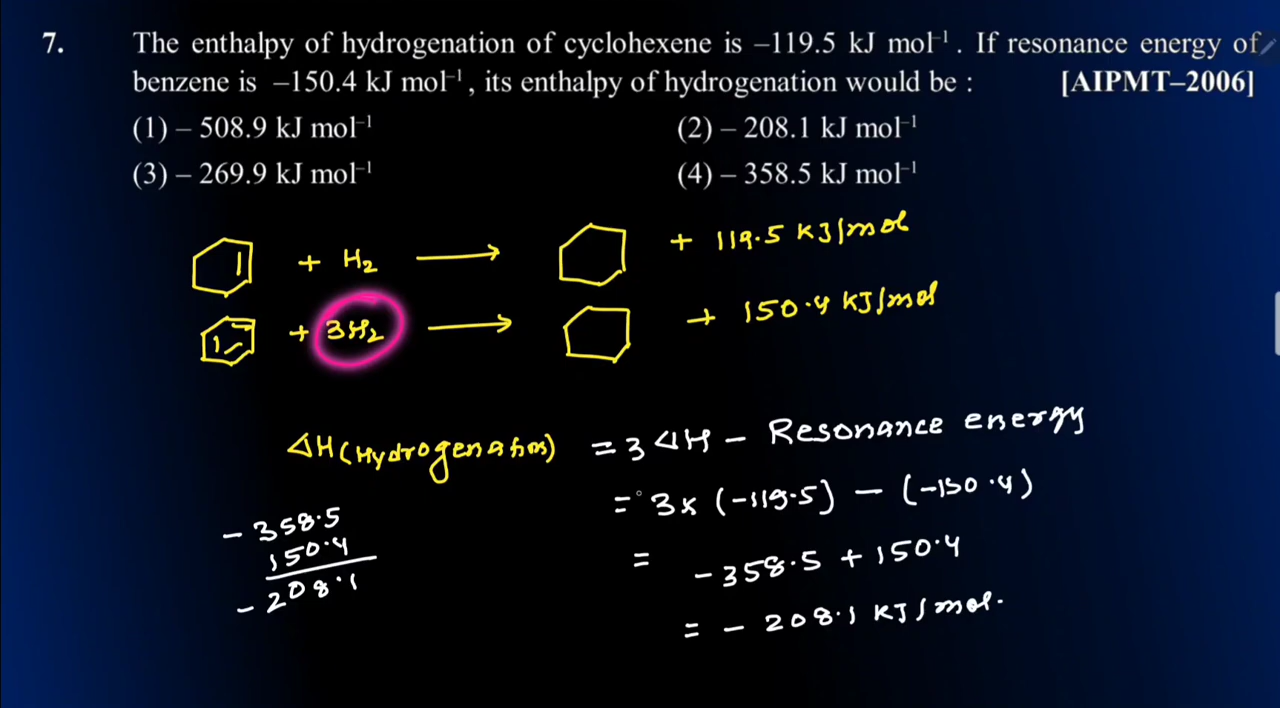 7. The enthalpy of hydrogenation of cyclohexene is –119.5 kJ mol⁻¹. If resonance energy of
benzene is –150.4 kJ mol⁻¹, its enthalpy of hydrogenation would be : [AIPMT–2006]
(1) – 508.9 kJ mol⁻¹ (2) – 208.1 kJ mol⁻¹
(3) – 269.9 kJ mol⁻¹ (4) – 358.5 kJ mol⁻¹
+ H₂ ⟶ + 119.5 KJ/mol
+ 3H₂ ⟶ + 150.4 KJ/mol
ΔH (Hydrogenation) = 3 ΔH – Resonance energy
= 3x (-119.5) – (-150.4)
= -358.5 + 150.4
= - 208.1 KJ/mol.
- 358.5
150.4
- 208.1